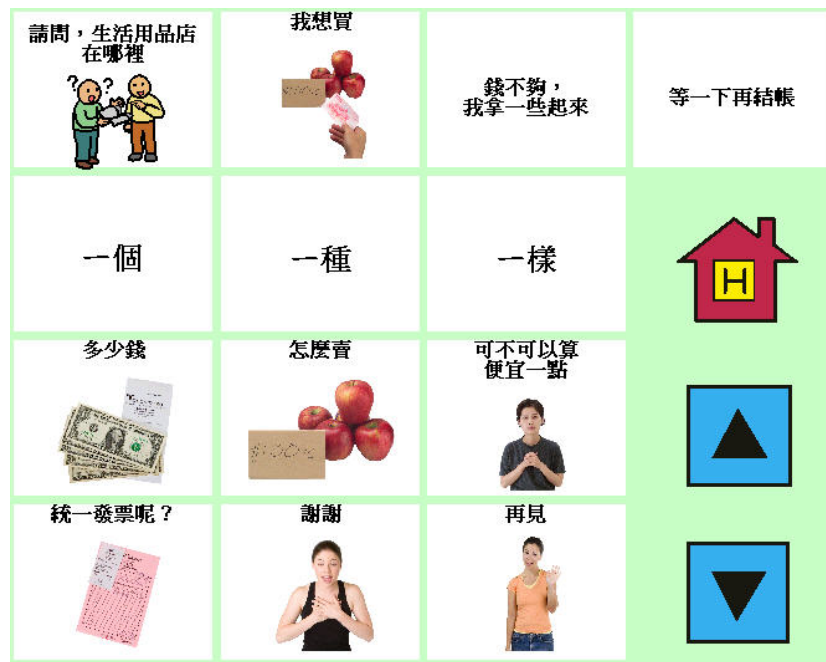 請問，生活用品店
在哪裡
我想買
錢不夠，
我拿一些起來
等一下再結帳
一個
一種
一樣
H
多少錢
怎麼賣
可不可以算
便宜一點
統一發票呢？
謝謝
再見